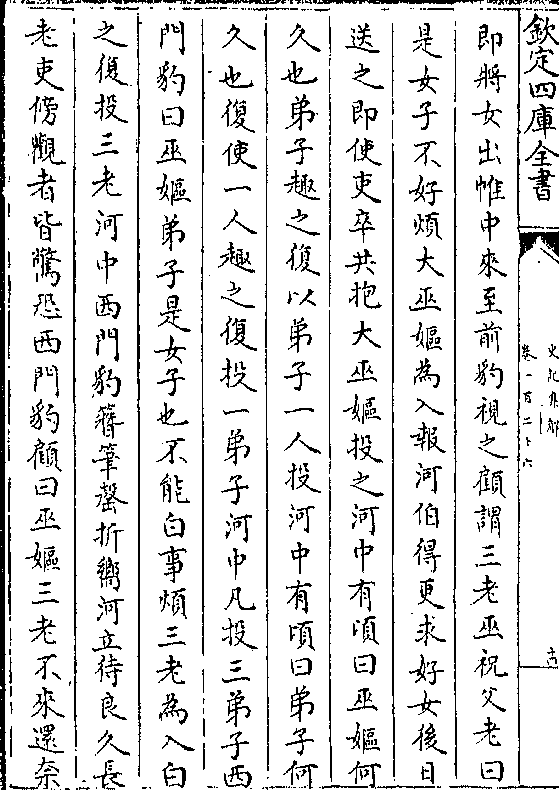 欽定四庫全書
史記集解
卷一百二十六
古
即將女出帷中來至前豹視之顧謂三老巫祝父老曰
是女子不好煩大巫嫗為入報河伯得更求好女後日
送之即使吏卒共抱大巫嫗投之河中有頃曰巫嫗何
久也弟子趣之復以弟子一人投河中有頃曰弟子何
久也復使一人趣之復投一弟子河中凡投三弟子西
門豹曰巫嫗弟子是女子也不能白事煩三老為入白
之復投三老河中西門豹簪筆罄折嚮河立待良久長
老吏傍觀者皆驚恐西門豹顧曰巫嫗三老不來還奈